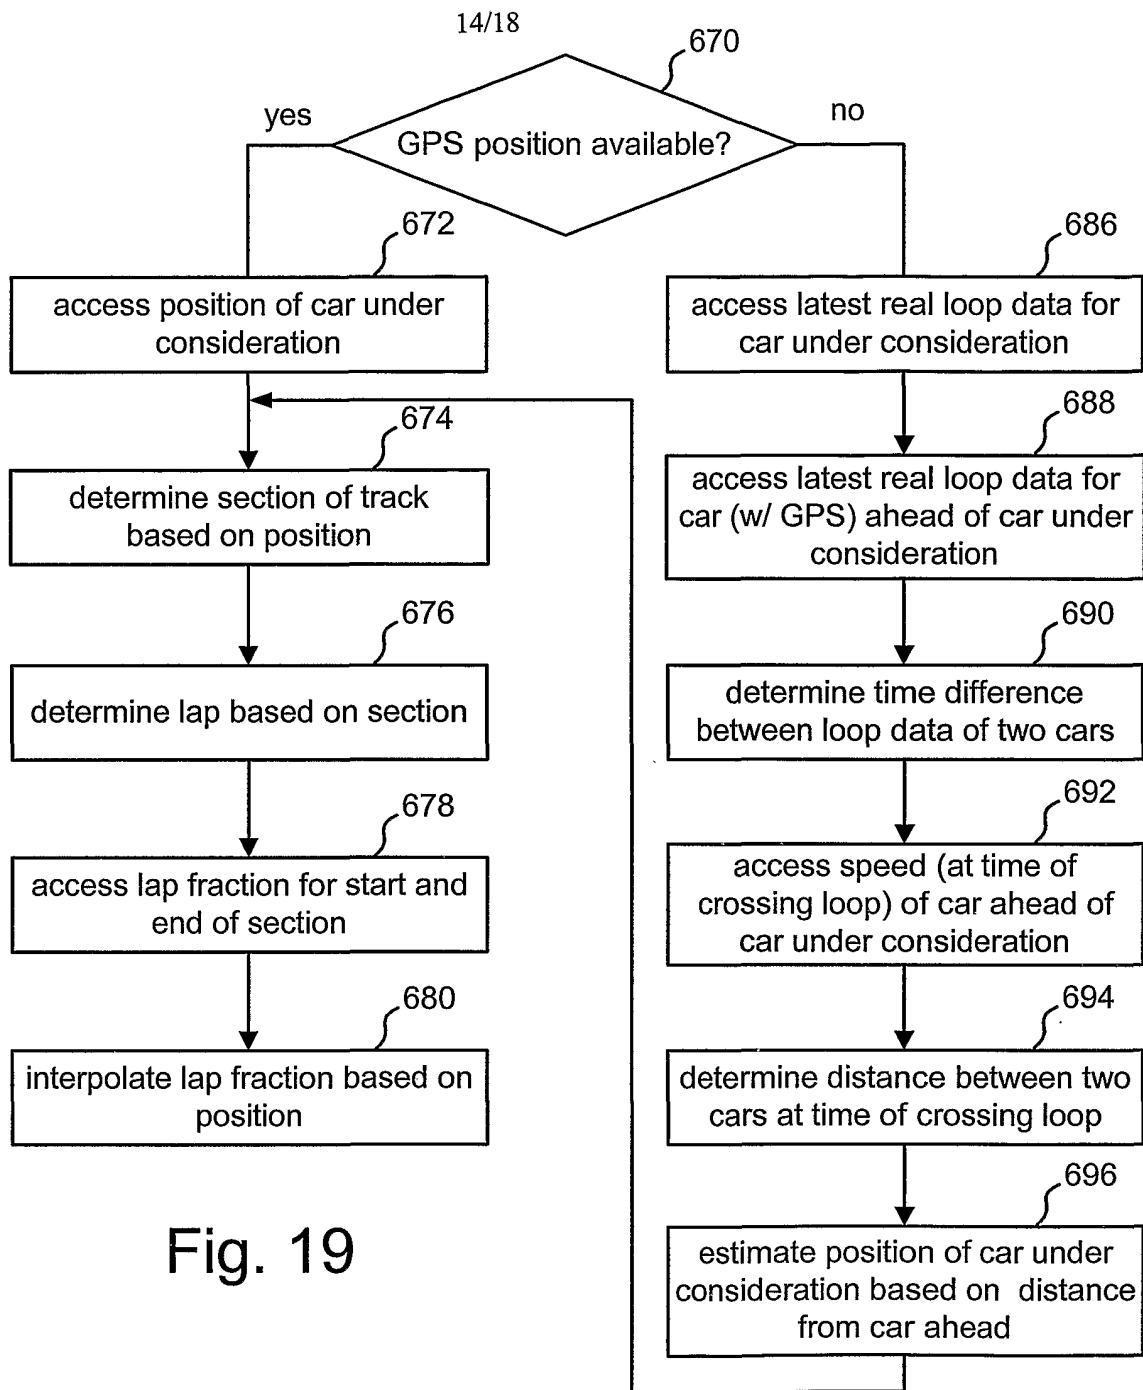 14/18
670
yes
no
GPS position available?
672
access position of car under
consideration
674
determine section of track
based on position
676
determine lap based on section
678
access lap fraction for start and
end of section
680
interpolate lap fraction based on
position
686
access latest real loop data for
car under consideration
688
access latest real loop data for
car (w/ GPS) ahead of car under
consideration
690
determine time difference
between loop data of two cars
692
access speed (at time of
crossing loop) of car ahead of
car under consideration
694
determine distance between two
cars at time of crossing loop
696
estimate position of car under
consideration based on distance
from car ahead
Fig. 19